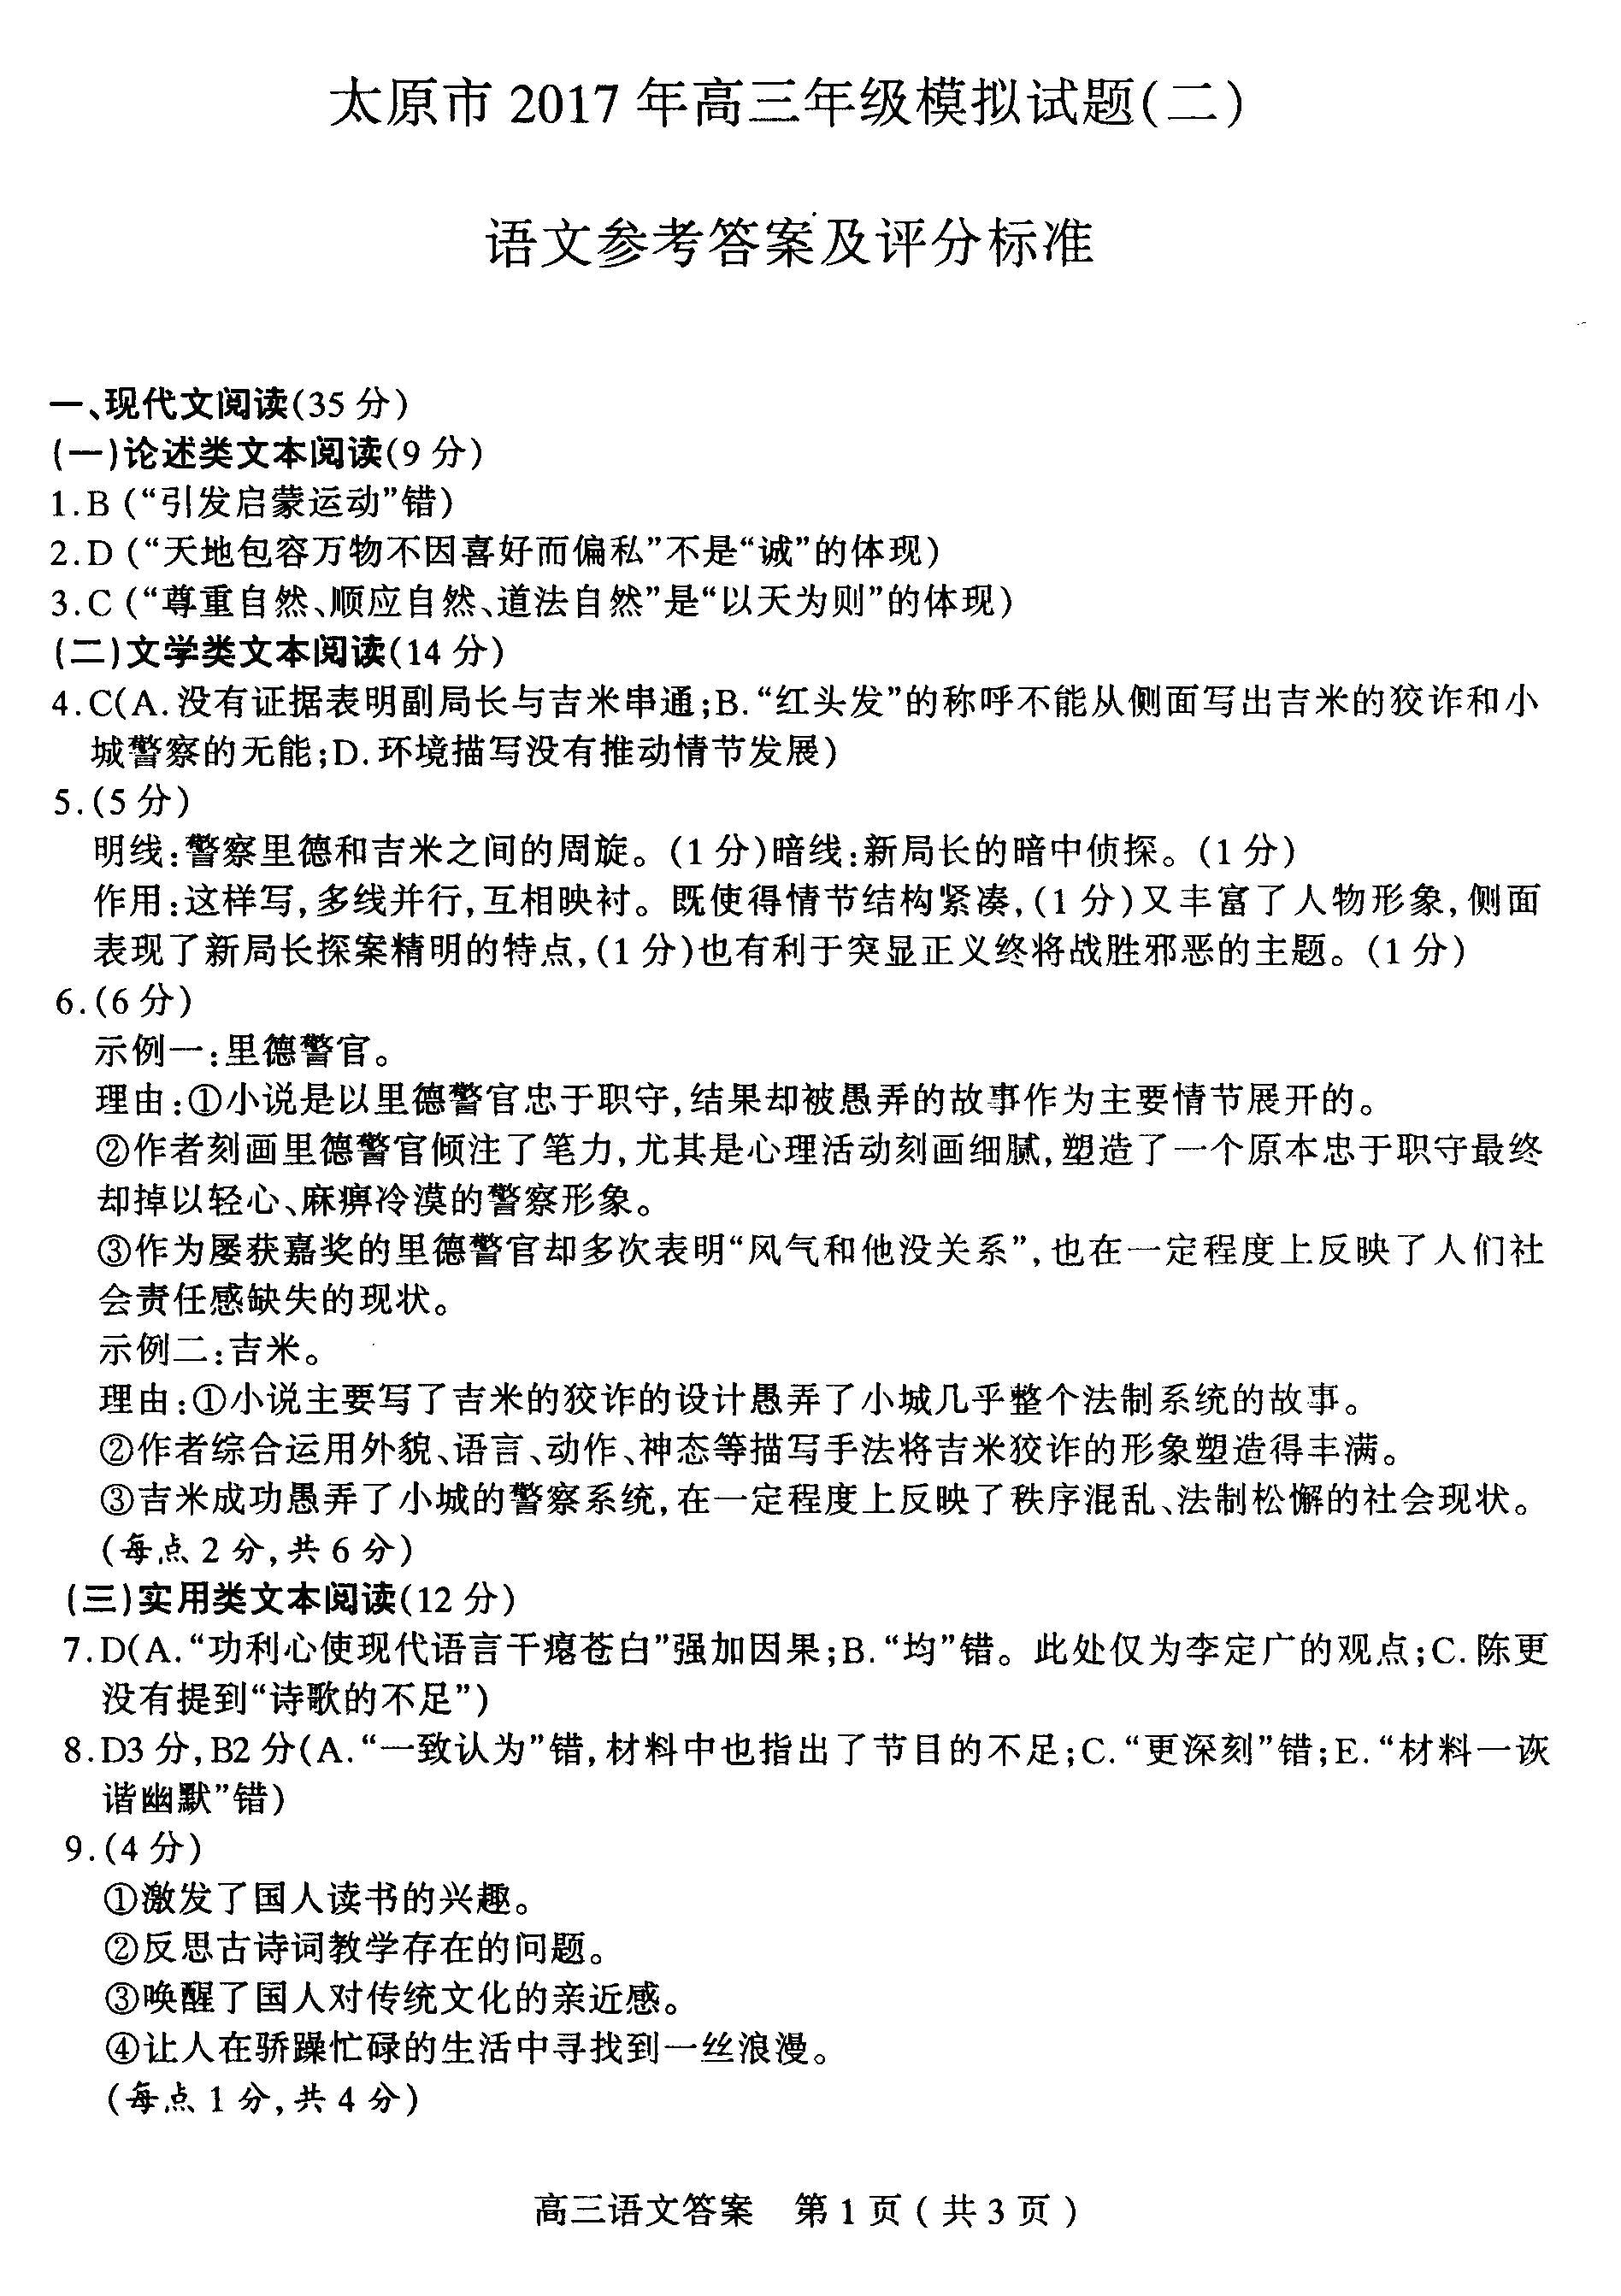 太原市 2017 年高三年级模拟试题(二)
语文参考答案及评分标准
一、现代文阅读(35 分)
(一)论述类文本阅读(9 分)
1.B (“引发启蒙运动”错)
2.D (“天地包容万物不因喜好而偏私”不是“诚”的体现)
3.C (“尊重自然、顺应自然、道法自然”是“以天为则”的体现)
(二)文学类文本阅读(14 分)
4.C(A.没有证据表明副局长与吉米串通;B.“红头发”的称呼不能从侧面写出吉米的狡诈和小
城警察的无能;D.环境描写没有推动情节发展)
5.(5 分)
明线:警察里德和吉米之间的周旋。(1 分)暗线:新局长的暗中侦探。(1 分)
作用:这样写,多线并行,互相映衬。既使得情节结构紧凑,(1 分)又丰富了人物形象,侧面
表现了新局长探案精明的特点,(1 分)也有利于突显正义终将战胜邪恶的主题。(1 分)
6.(6 分)
示例一:里德警官。
理由:①小说是以里德警官忠于职守,结果却被愚弄的故事作为主要情节展开的。
②作者刻画里德警官倾注了笔力,尤其是心理活动刻画细腻,塑造了一个原本忠于职守最终
却掉以轻心、麻痹冷漠的警察形象。
③作为屡获嘉奖的里德警官却多次表明“风气和他没关系”,也在一定程度上反映了人们社
会责任感缺失的现状。
示例二:吉米。
理由:①小说主要写了吉米的狡诈的设计愚弄了小城几乎整个法制系统的故事。
②作者综合运用外貌、语言、动作、神态等描写手法将吉米狡诈的形象塑造得丰满。
③吉米成功愚弄了小城的警察系统,在一定程度上反映了秩序混乱、法制松懈的社会现状。
(每点 2 分,共 6 分)
(三)实用类文本阅读(12 分)
7.D(A.“功利心使现代语言干瘪苍白”强加因果;B.“均”错。此处仅为李定广的观点;C.陈更
没有提到“诗歌的不足”)
8.D3 分,B2 分(A.“一致认为”错,材料中也指出了节目的不足;C.“更深刻”错;E.“材料一诙
谐幽默”错)
9.(4 分)
①激发了国人读书的兴趣。
②反思古诗词教学存在的问题。
③唤醒了国人对传统文化的亲近感。
④让人在骄躁忙碌的生活中寻找到一丝浪漫。
(每点 1 分,共 4 分)
高三语文答案 第 1 页 ( 共 3 页 )